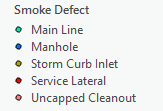 Smoke Defect
Main Line
Manhole
Storm Curb Inlet
Service Lateral
Uncapped Cleanout